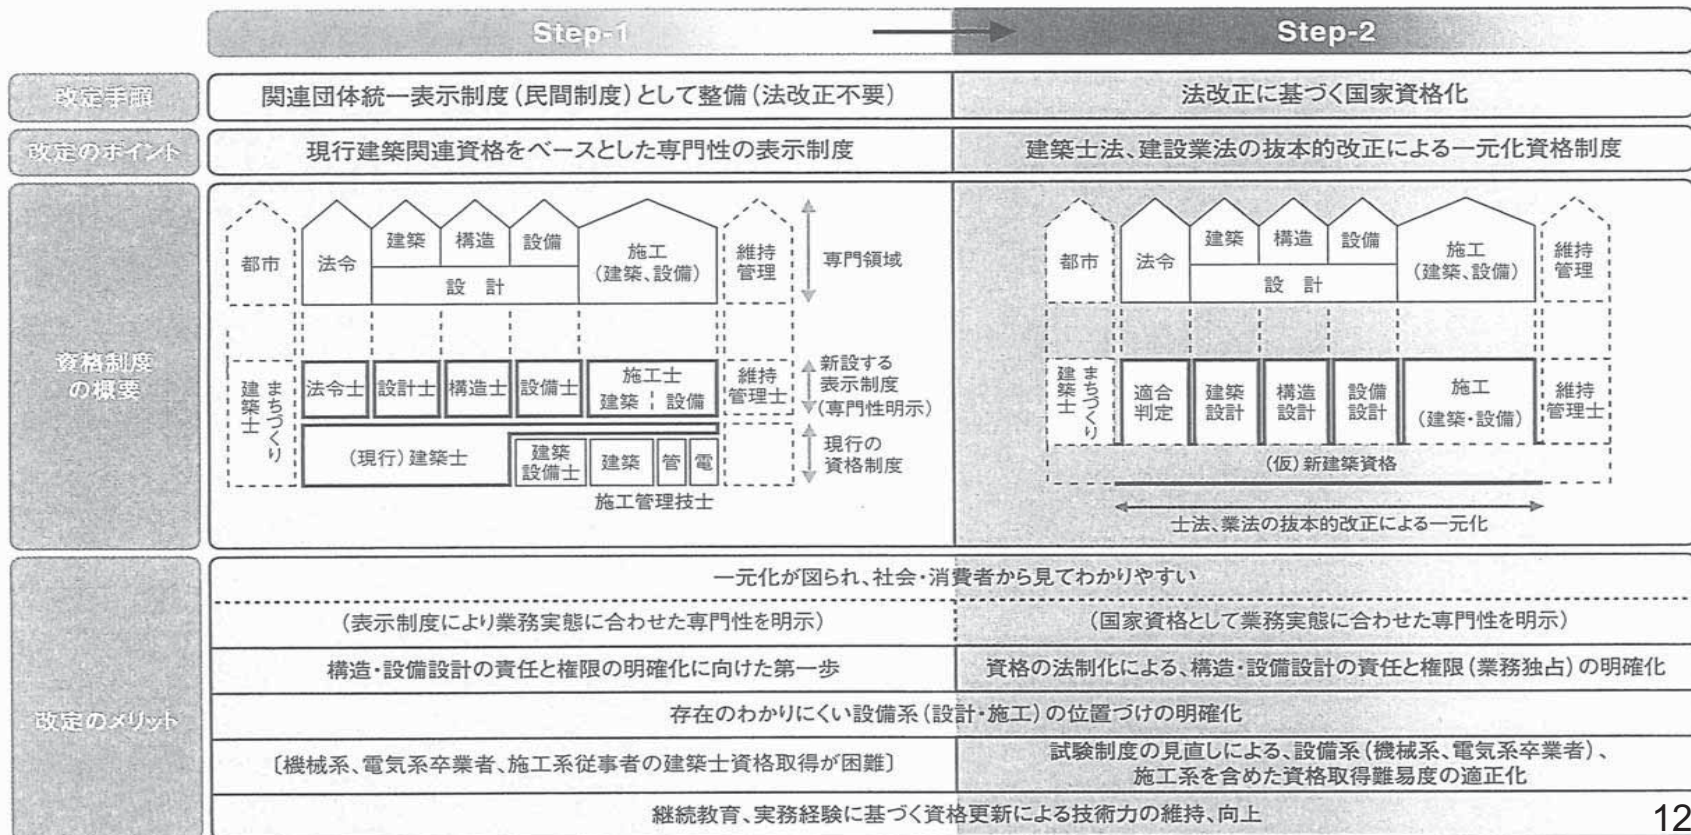 Step-1
Step-2
改定手順
関連団体統一表示制度（民間制度）として整備（法改正不要）
法改正に基づく国家資格化
改定のポイント
現行建築関連資格をベースとした専門性の表示制度
建築士法、建設業法の抜本的改正による一元化資格制度
資格制度
の概要
都市
法令
建築
構造
設備
設 計
施工
（建築、設備）
維持
管理
専門領域
まちづくり
建築士
法令士
設計士
構造士
設備士
施工士
建築
設備
維持
管理士
新設する
表示制度
（専門性明示）
（現行）建築士
建築
設備士
建築
管
電
施工管理技士
現行の
資格制度
都市
法令
建築
構造
設備
設 計
施工
（建築、設備）
維持
管理
まちづくり
建築士
適合
判定
建築
設計
構造
設計
設備
設計
施工
（建築・設備）
維持
管理士
（仮）新建築資格
士法、業法の抜本的改正による一元化
改定のメリット
一元化が図られ、社会・消費者から見てわかりやすい
（表示制度により業務実態に合わせた専門性を明示）
（国家資格として業務実態に合わせた専門性を明示）
構造・設備設計の責任と権限の明確化に向けた第一歩
資格の法制化による、構造・設備設計の責任と権限（業務独占）の明確化
存在のわかりにくい設備系（設計・施工）の位置づけの明確化
〔機械系、電気系卒業者、施工系従事者の建築士資格取得が困難〕
試験制度の見直しによる、設備系（機械系、電気系卒業者）、
施工系を含めた資格取得難易度の適正化
継続教育、実務経験に基づく資格更新による技術力の維持、向上
12